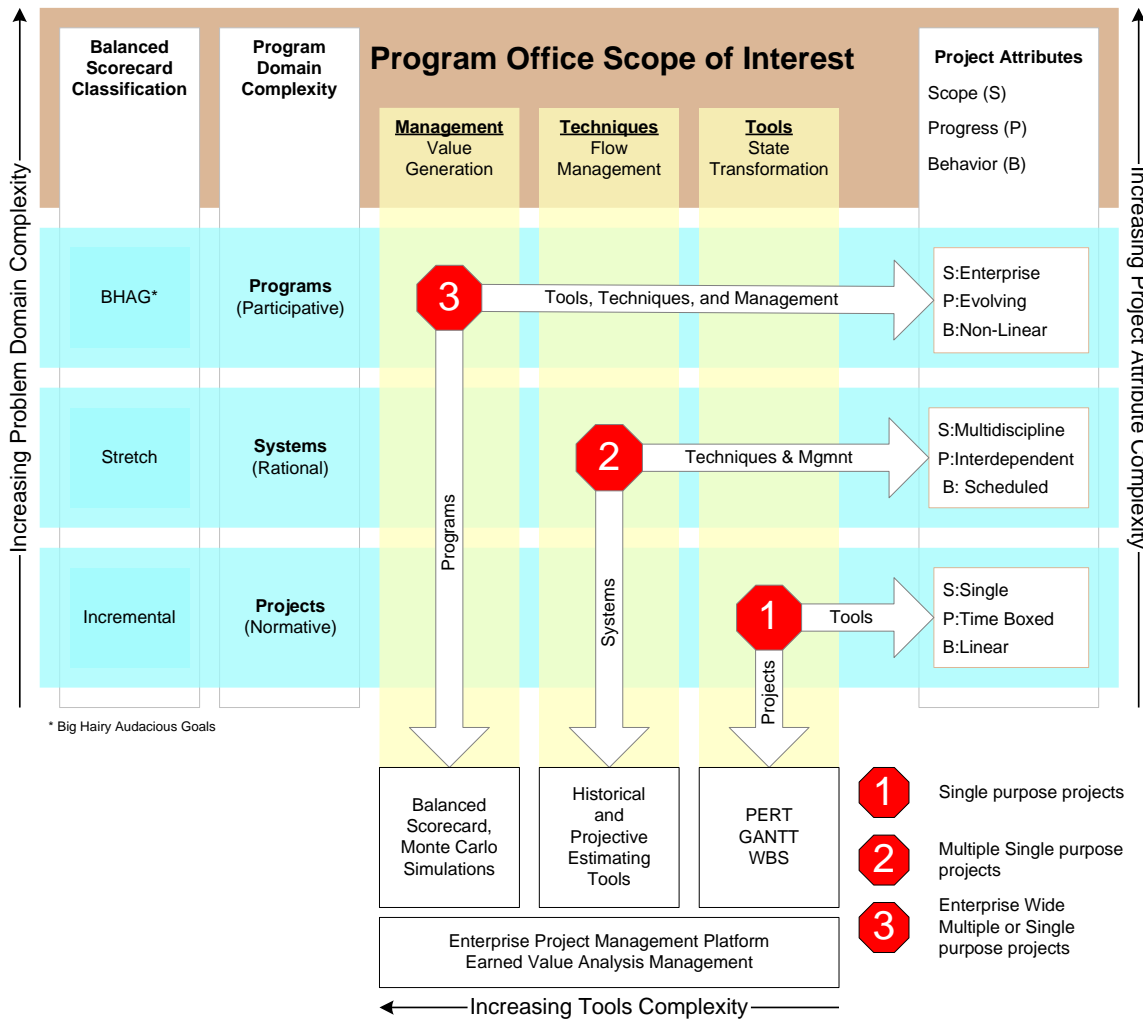 Program Office Scope of Interest
Balanced
Scorecard
Classification
Program
Domain
Complexity
Management
Value
Generation
Techniques
Flow
Management
Tools
State
Transformation
Project Attributes
Scope (S)
Progress (P)
Behavior (B)
Increasing Problem Domain Complexity
Increasing Project Attribute Complexity
BHAG*
Programs
(Participative)
3
Tools, Techniques, and Management
S:Enterprise
P:Evolving
B:Non-Linear
Stretch
Systems
(Rational)
2
Techniques & Mgmnt
S:Multidiscipline
P:Interdependent
B: Scheduled
Incremental
Projects
(Normative)
1
Tools
S:Single
P:Time Boxed
B:Linear
Programs
Systems
Projects
* Big Hairy Audacious Goals
Balanced
Scorecard,
Monte Carlo
Simulations
Historical
and
Projective
Estimating
Tools
PERT
GANTT
WBS
1
Single purpose projects
2
Multiple Single purpose
projects
3
Enterprise Wide
Multiple or Single
purpose projects
Enterprise Project Management Platform
Earned Value Analysis Management
Increasing Tools Complexity